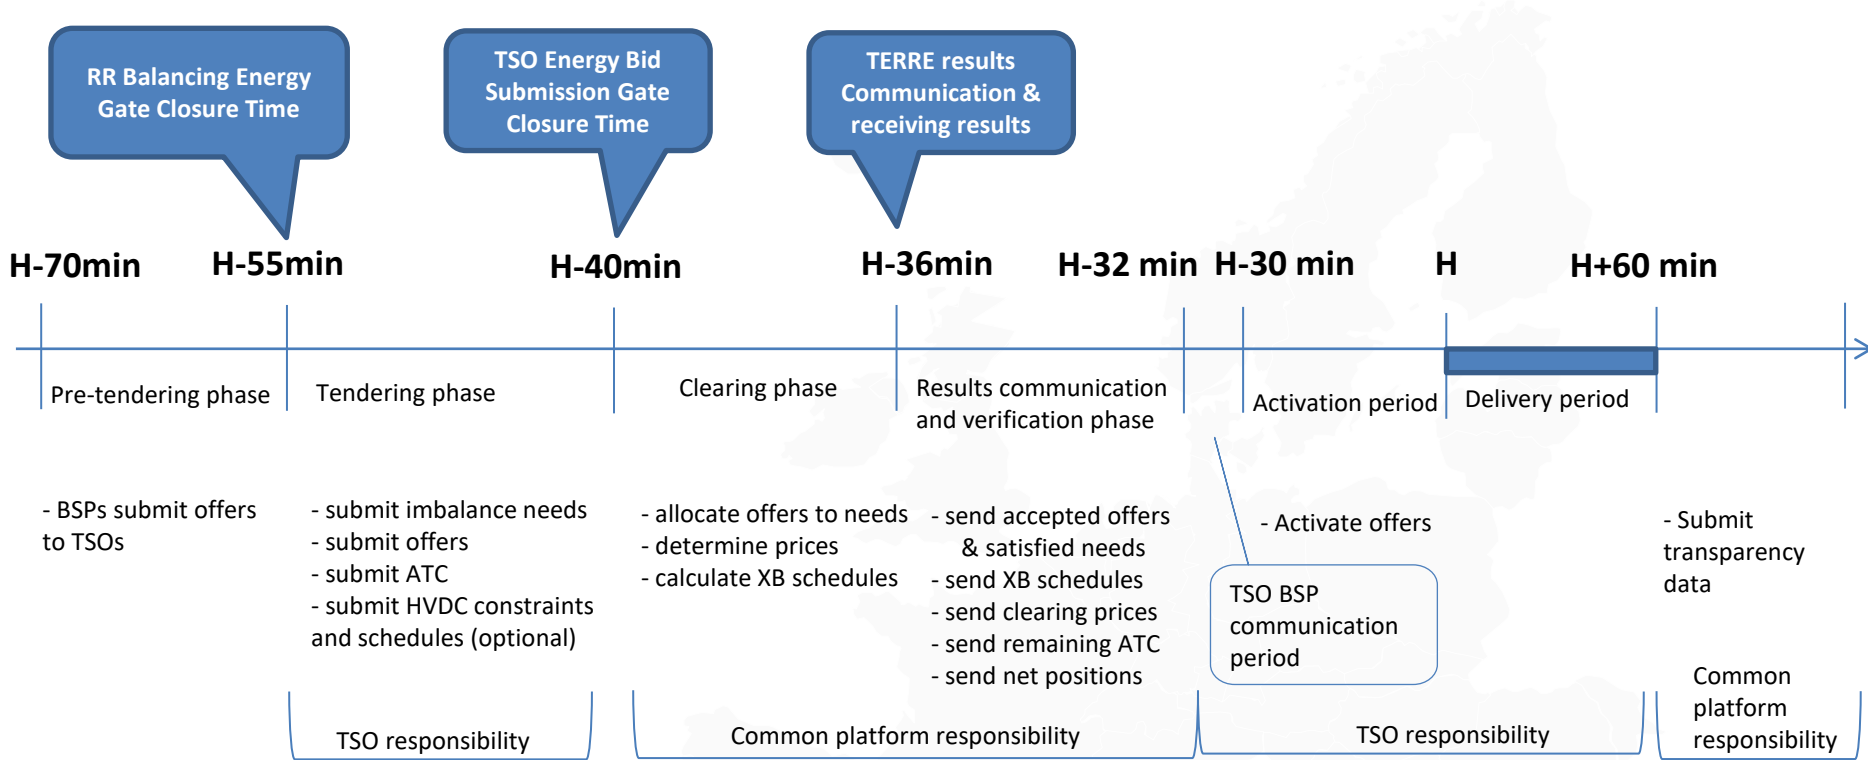 RR Balancing Energy
Gate Closure Time
TSO Energy Bid
Submission Gate
Closure Time
TERRE results
Communication &
receiving results
H-70min
H-55min
H-40min
H-36min
H-32 min
H-30 min
H
H+60 min
Pre-tendering phase
Tendering phase
Clearing phase
Results communication
and verification phase
Activation period
Delivery period
- BSPs submit offers
to TSOs
- submit imbalance needs
- submit offers
- submit ATC
- submit HVDC constraints
and schedules (optional)
- allocate offers to needs
- determine prices
- calculate XB schedules
- send accepted offers
& satisfied needs
- send XB schedules
- send clearing prices
- send remaining ATC
- send net positions
- Activate offers
TSO BSP
communication
period
- Submit
transparency
data
TSO responsibility
Common platform responsibility
TSO responsibility
Common
platform
responsibility